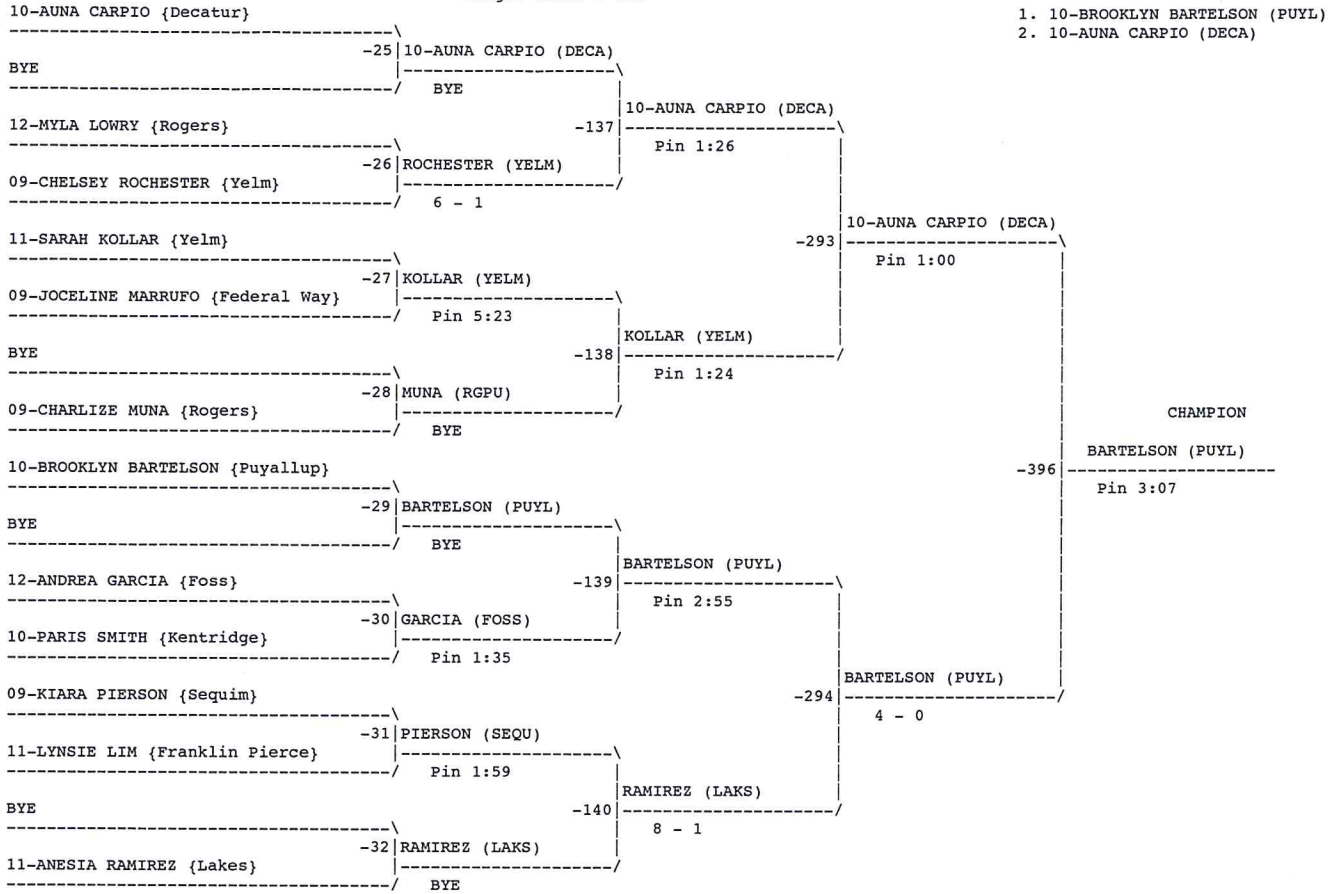 10-AUNA CARPIO {Decatur}
1. 10-BROOKLYN BARTELSON (PUYL)
2. 10-AUNA CARPIO (DECA)
-25
10-AUNA CARPIO (DECA)
BYE
BYE
10-AUNA CARPIO (DECA)
12-MYLA LOWRY {Rogers}
-137
Pin 1:26
-26
ROCHESTER (YELM)
09-CHELSEY ROCHESTER {Yelm}
6 - 1
10-AUNA CARPIO (DECA)
11-SARAH KOLLAR {Yelm}
-293
Pin 1:00
-27
KOLLAR (YELM)
09-JOCELINE MARRUFO {Federal Way}
Pin 5:23
KOLLAR (YELM)
BYE
-138
Pin 1:24
-28
MUNA (RGPU)
09-CHARLIZE MUNA {Rogers}
BYE
CHAMPION
BARTELSON (PUYL)
10-BROOKLYN BARTELSON {Puyallup}
-396
Pin 3:07
-29
BARTELSON (PUYL)
BYE
BYE
BARTELSON (PUYL)
12-ANDREA GARCIA {Foss}
-139
Pin 2:55
-30
GARCIA (FOSS)
10-PARIS SMITH {Kentridge}
Pin 1:35
BARTELSON (PUYL)
09-KIARA PIERSON {Sequim}
-294
4 - 0
-31
PIERSON (SEQU)
11-LYNSIE LIM {Franklin Pierce}
Pin 1:59
RAMIREZ (LAKS)
BYE
-140
8 - 1
-32
RAMIREZ (LAKS)
11-ANESIA RAMIREZ {Lakes}
BYE